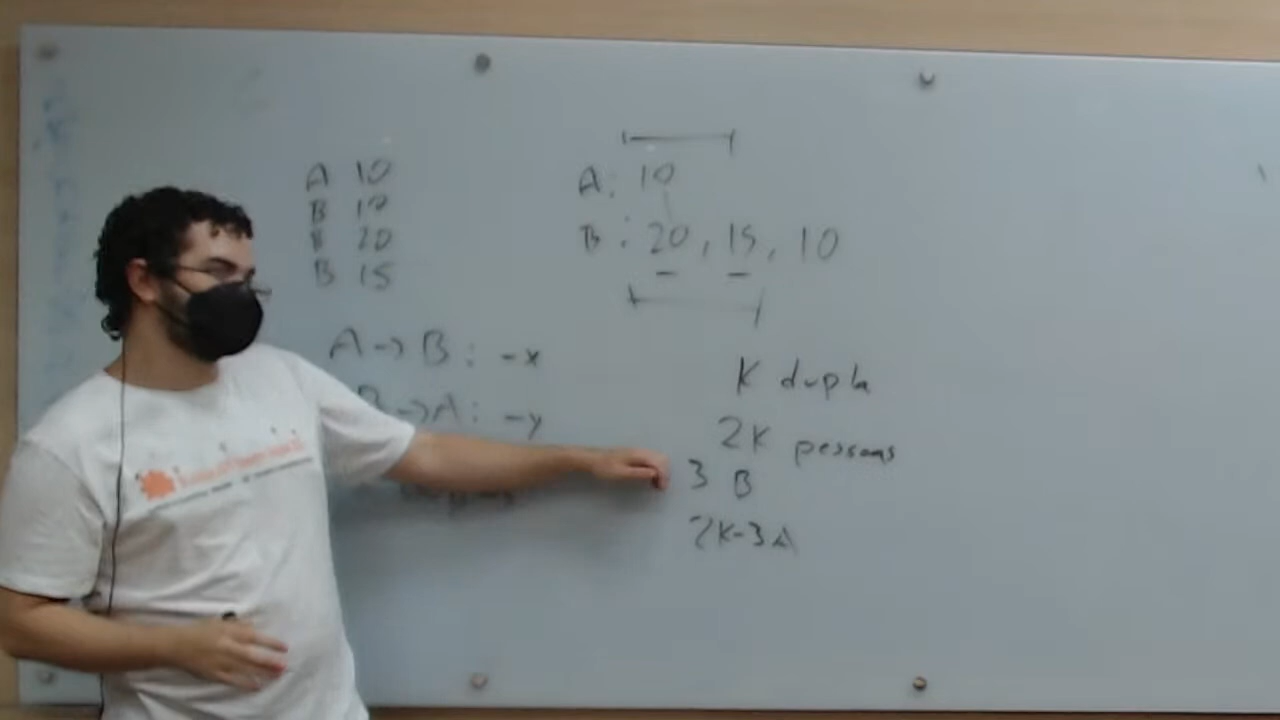 A 10
B 10
B 20
B 15
A → B : -x
B → A : -y
A: 10
B: 20, 15, 10
K dupla
2K pessoas
3 B
2K-3A